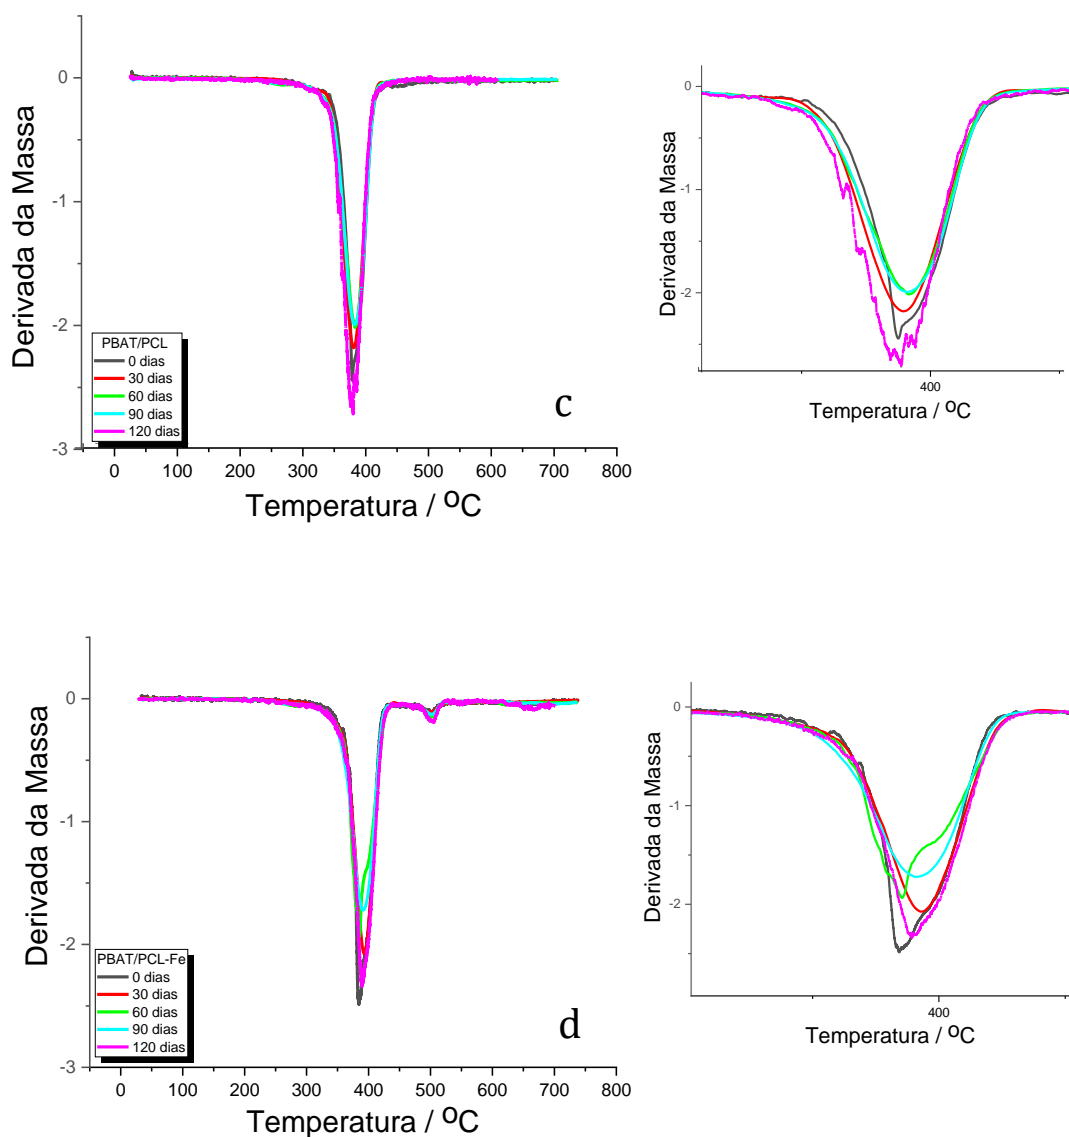 0
-1
-2
-3
Derivada da Massa
PBAT/PCL
0 dias
30 dias
60 dias
90 dias
120 dias
c
0 100 200 300 400 500 600 700 800
Temperatura / ºC
0
-1
-2
Derivada da Massa
400
Temperatura / ºC
0
-1
-2
-3
Derivada da Massa
PBAT/PCL-Fe
0 dias
30 dias
60 dias
90 dias
120 dias
d
0 100 200 300 400 500 600 700 800
Temperatura / ºC
0
-1
-2
Derivada da Massa
400
Temperatura / ºC